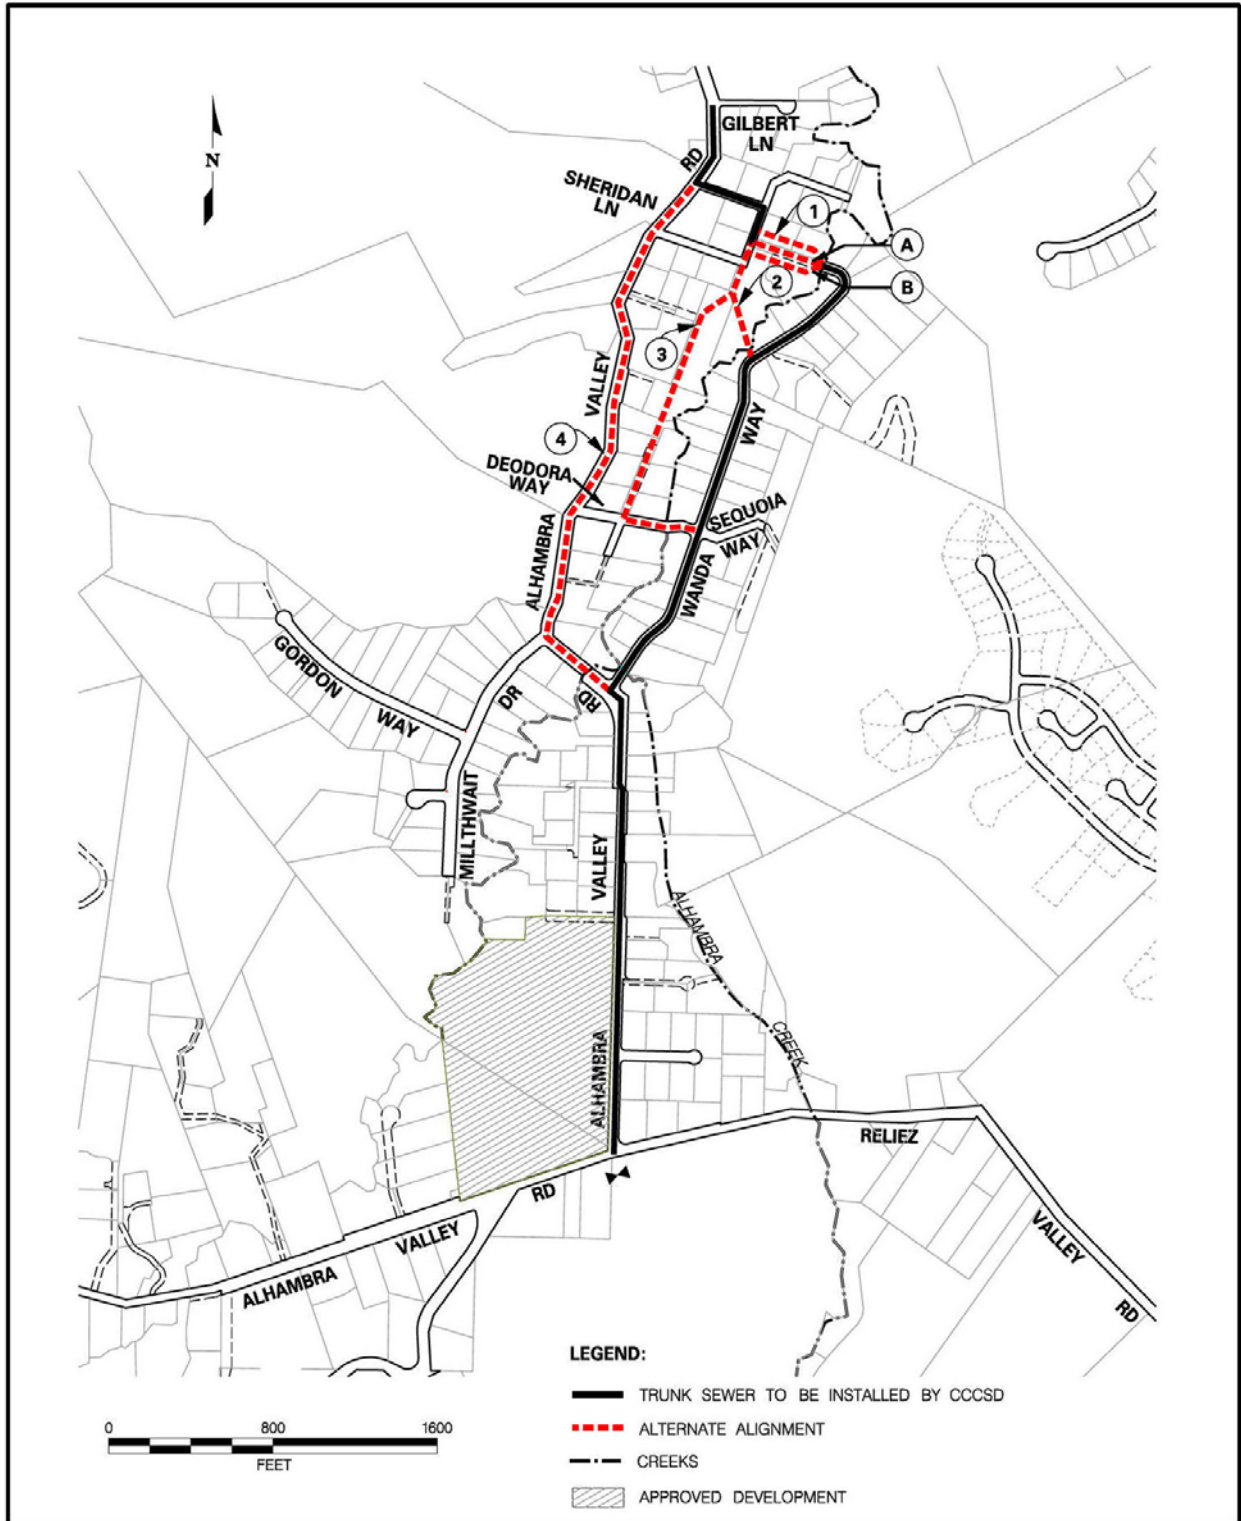 GILBERT
LN
N
RD
SHERIDAN
LN
1
A
2
B
3
VALLEY
WAY
4
DEODORA
WAY
SEQUOIA
WAY
ALHAMBRA
WANDA
GORDON
WAY
DR
RD
MILLTHWAIT
VALLEY
ALHAMBRA
CREEK
ALHAMBRA
RELIEZ
VALLEY
RD
RD
VALLEY
ALHAMBRA
LEGEND:
TRUNK SEWER TO BE INSTALLED BY CCCSD
ALTERNATE ALIGNMENT
CREEKS
APPROVED DEVELOPMENT
0 800 1600
FEET